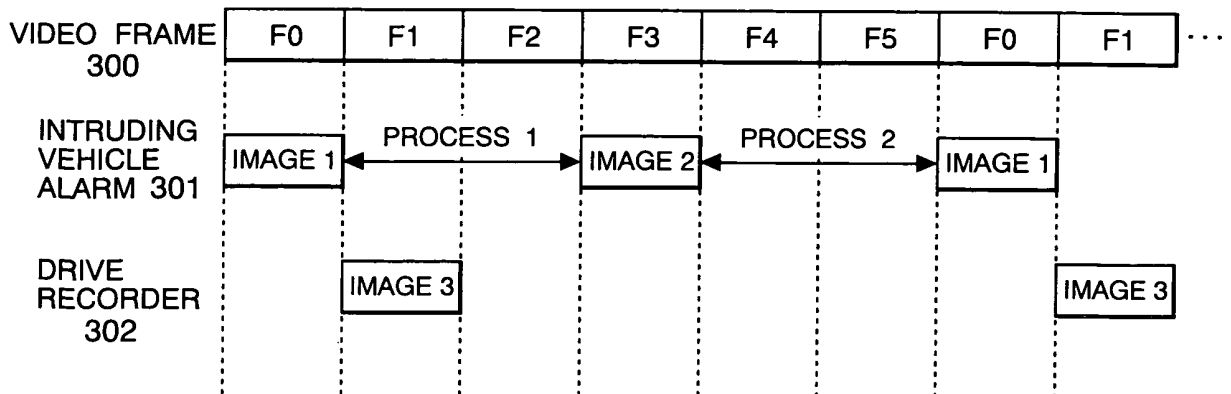 VIDEO FRAME 300
F0 F1 F2 F3 F4 F5 F0 F1 ...
INTRUDING VEHICLE ALARM 301
IMAGE 1 PROCESS 1 IMAGE 2 PROCESS 2 IMAGE 1
DRIVE RECORDER 302
IMAGE 3 IMAGE 3